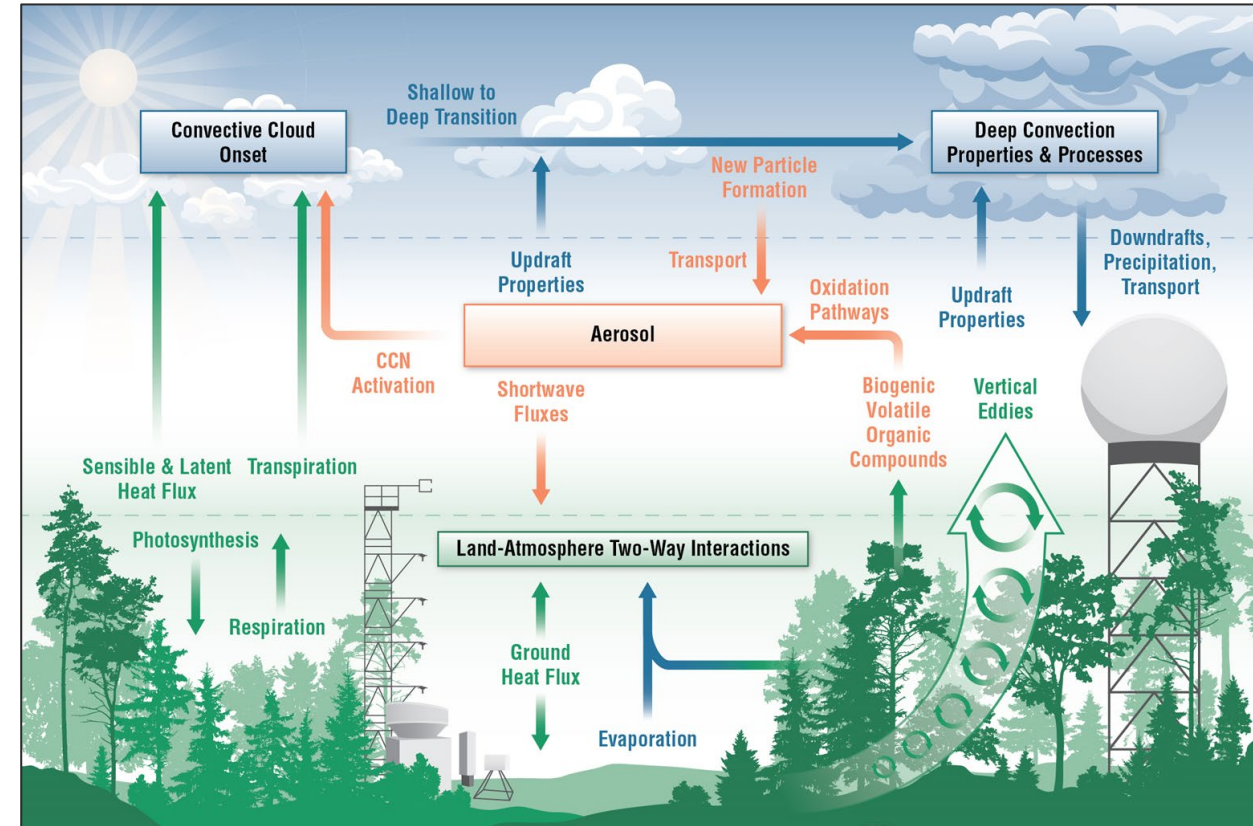 Shallow to
Deep Transition
Convective Cloud
Onset
Deep Convection
Properties & Processes
New Particle
Formation
Updraft
Properties
Transport
Downdrafts,
Precipitation,
Transport
Oxidation
Pathways
Updraft
Properties
Aerosol
CCN
Activation
Shortwave
Fluxes
Biogenic
Volatile
Organic
Compounds
Vertical
Eddies
Sensible & Latent
Heat Flux
Transpiration
Photosynthesis
Land-Atmosphere Two-Way Interactions
Respiration
Ground
Heat Flux
Evaporation